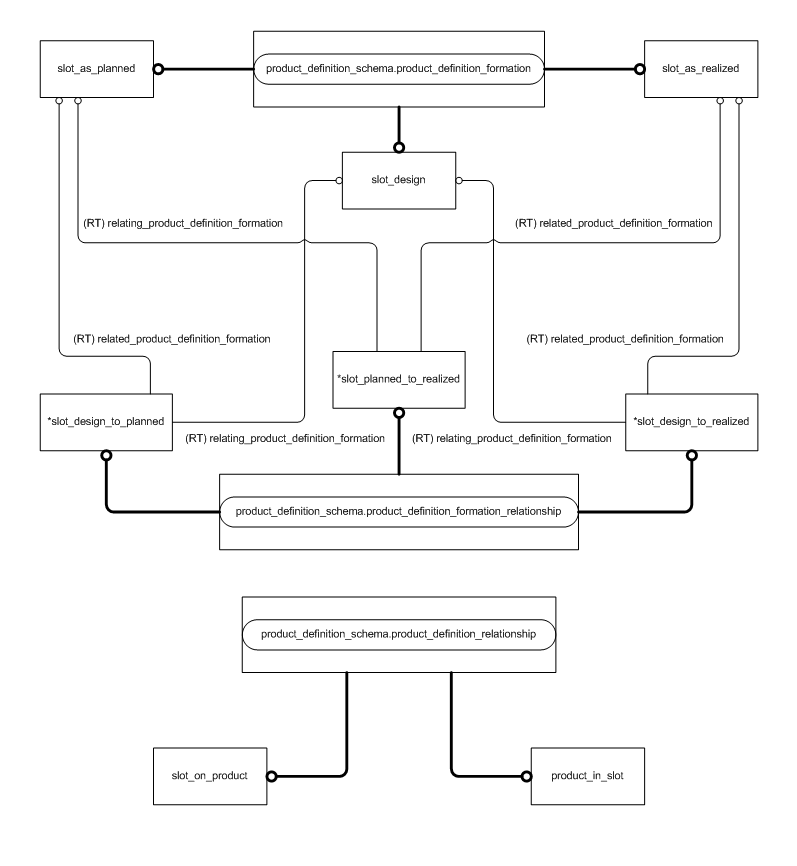 slot_as_planned
product_definition_schema.product_definition_formation
slot_as_realized
slot_design
(RT) relating_product_definition_formation
(RT) related_product_definition_formation
(RT) related_product_definition_formation
(RT) related_product_definition_formation
*slot_planned_to_realized
*slot_design_to_planned
*slot_design_to_realized
(RT) relating_product_definition_formation
(RT) relating_product_definition_formation
product_definition_schema.product_definition_formation_relationship
product_definition_schema.product_definition_relationship
slot_on_product
product_in_slot